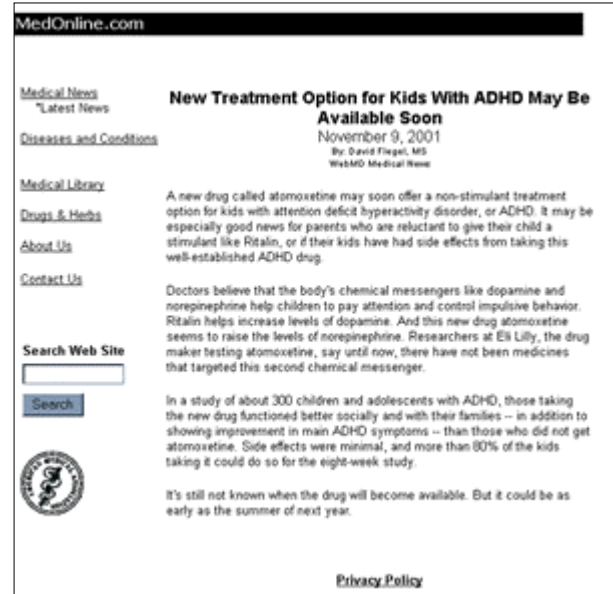 MedOnline.com
Medical News
*Latest News
Diseases and Conditions
Medical Library
Drugs & Herbs
About Us
Contact Us
Search Web Site
Search
New Treatment Option for Kids With ADHD May Be
Available Soon
November 9, 2001
By: David Flegel, MS
WebMD Medical News
A new drug called atomoxetine may soon offer a non-stimulant treatment
option for kids with attention deficit hyperactivity disorder, or ADHD. It may be
especially good news for parents who are reluctant to give their child a
stimulant like Ritalin, or if their kids have had side effects from taking this
well-established ADHD drug.
Doctors believe that the body's chemical messengers like dopamine and
norepinephrine help children to pay attention and control impulsive behavior.
Ritalin helps increase levels of dopamine. And this new drug atomoxetine
seems to raise the levels of norepinephrine. Researchers at Eli Lilly, the drug
maker testing atomoxetine, say until now, there have not been medicines
that targeted this second chemical messenger.
In a study of about 300 children and adolescents with ADHD, those taking
the new drug functioned better socially and with their families -- in addition to
showing improvement in main ADHD symptoms -- than those who did not get
atomoxetine. Side effects were minimal, and more than 80% of the kids
taking it could do so for the eight-week study.
It's still not known when the drug will become available. But it could be as
early as the summer of next year.
Privacy Policy